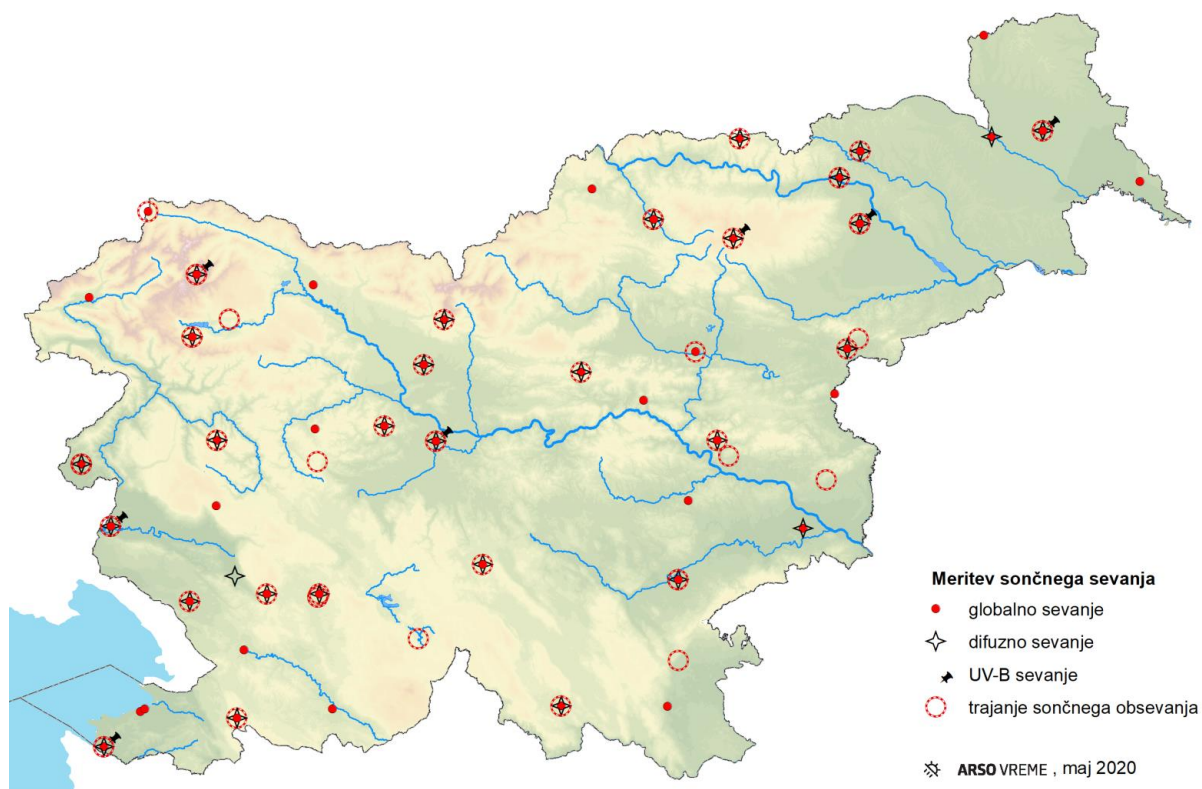 Meritev sončnega sevanja
globalno sevanje
difuzno sevanje
UV-B sevanje
trajanje sončnega obsevanja
ARSO VREME , maj 2020